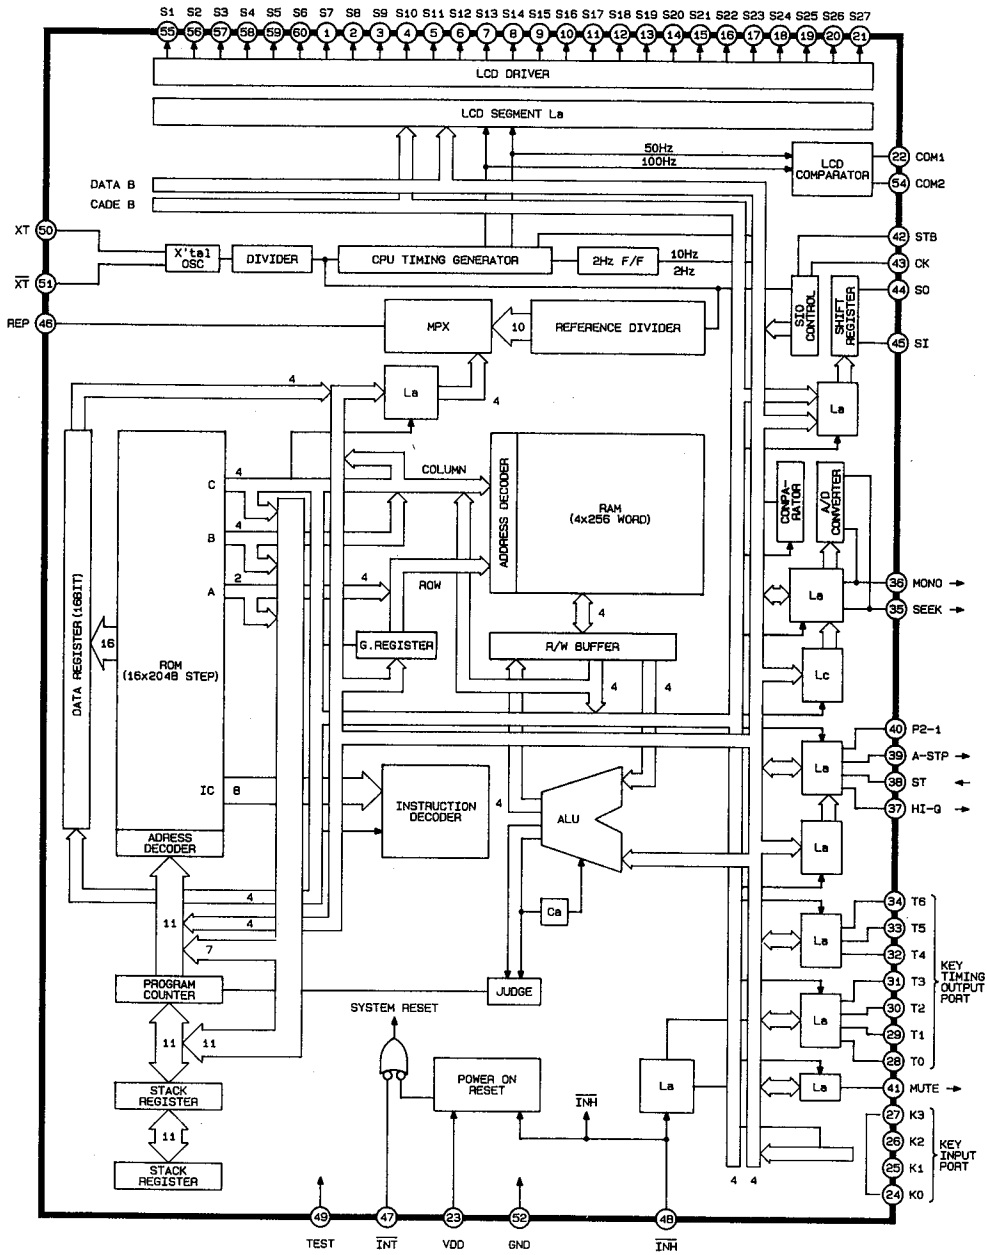 S1 S2 S3 S4 S5 S6 S7 S8 S9 S10 S11 S12 S13 S14 S15 S16 S17 S18 S19 S20 S21 S22 S23 S24 S25 S26 S27
55 56 57 58 59 60 1 2 3 4 5 6 7 8 9 10 11 12 13 14 15 16 17 18 19 20 21
LCD DRIVER
LCD SEGMENT La
50Hz
100Hz
LCD
COMPARATOR
22 COM1
54 COM2
DATA B
CADE B
XT 50
XT 51
X'tal
OSC
DIVIDER
CPU TIMING GENERATOR
2Hz F/F
10Hz
2Hz
42 STB
43 CK
44 SO
45 SI
SIO
CONTROL
SHIFT
REGISTER
REP 46
MPX
10
REFERENCE DIVIDER
4
La
4
La
DATA REGISTER (16BIT)
16
ROM
(16x2048 STEP)
C
4
B
4
A
2
4
IC
8
COLUMN
ROW
ADDRESS DECODER
RAM
(4x256 WORD)
CONPA-
RATOR
A/D
CONVERTER
La
36 MONO
35 SEEK
G.REGISTER
4
R/W BUFFER
4
4
Lc
40 P2-1
39 A-STP
38 ST
37 HI-G
La
La
ADRESS
DECODER
INSTRUCTION
DECODER
4
ALU
Ca
4
11
4
7
PROGRAM
COUNTER
JUDGE
34 T6
33 T5
32 T4
31 T3
30 T2
29 T1
28 T0
KEY
TIMING
OUTPUT
PORT
La
La
SYSTEM RESET
11
11
STACK
REGISTER
11
STACK
REGISTER
POWER ON
RESET
INH
La
La
41 MUTE
27 K3
26 K2
25 K1
24 K0
KEY
INPUT
PORT
4 4
49 47 23 52 48
TEST INT VDD GND INH